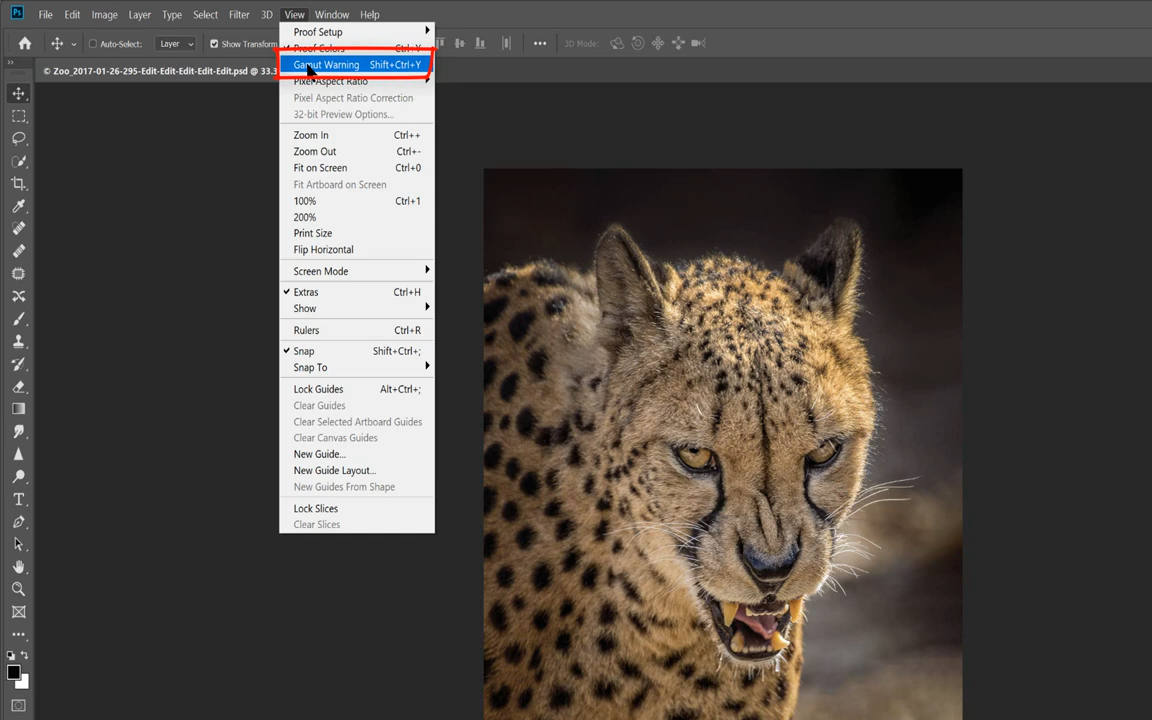 Ps File Edit Image Layer Type Select Filter 3D View Window Help
Auto-Select: Layer Show Transform 3D Mode:
© Zoo_2017-01-26-295-Edit-Edit-Edit-Edit-Edit.psd @ 33.3
Proof Setup
Proof Colors Ctrl+Y
Gamut Warning Shift+Ctrl+Y
Pixel Aspect Ratio
Pixel Aspect Ratio Correction
32-bit Preview Options...
Zoom In Ctrl++
Zoom Out Ctrl+-
Fit on Screen Ctrl+0
Fit Artboard on Screen
100% Ctrl+1
200%
Print Size
Flip Horizontal
Screen Mode
Extras Ctrl+H
Show
Rulers Ctrl+R
Snap Shift+Ctrl+;
Snap To
Lock Guides Alt+Ctrl+;
Clear Guides
Clear Selected Artboard Guides
Clear Canvas Guides
New Guide...
New Guide Layout...
New Guides From Shape
Lock Slices
Clear Slices